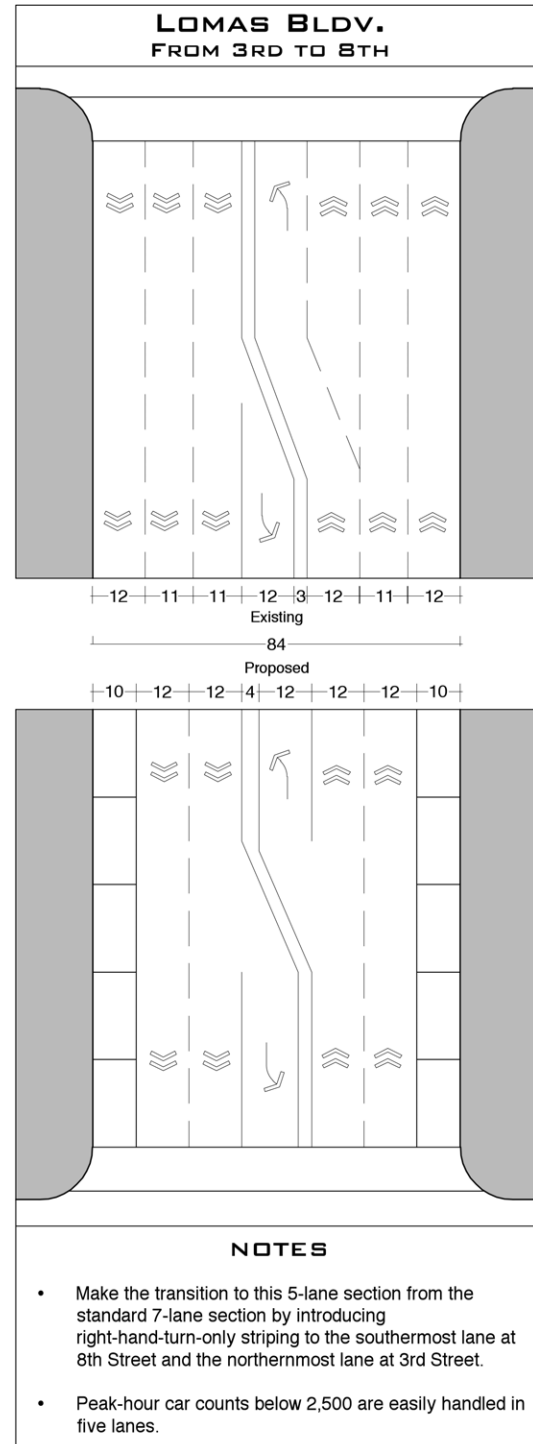 LOMAS BLDV.
FROM 3RD TO 8TH
12 11 11 12 3 12 11 12
Existing
84
Proposed
10 12 12 4 12 12 12 10
NOTES
• Make the transition to this 5-lane section from the
standard 7-lane section by introducing
right-hand-turn-only striping to the southermost lane at
8th Street and the northernmost lane at 3rd Street.
• Peak-hour car counts below 2,500 are easily handled in
five lanes.